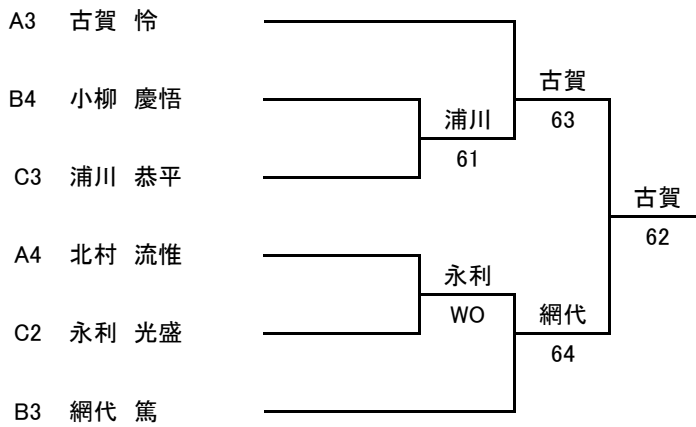 A3 古賀 怜
古賀
B4 小柳 慶悟
浦川
63
61
C3 浦川 恭平
古賀
62
A4 北村 流惟
永利
WO
網代
C2 永利 光盛
64
B3 網代 篤